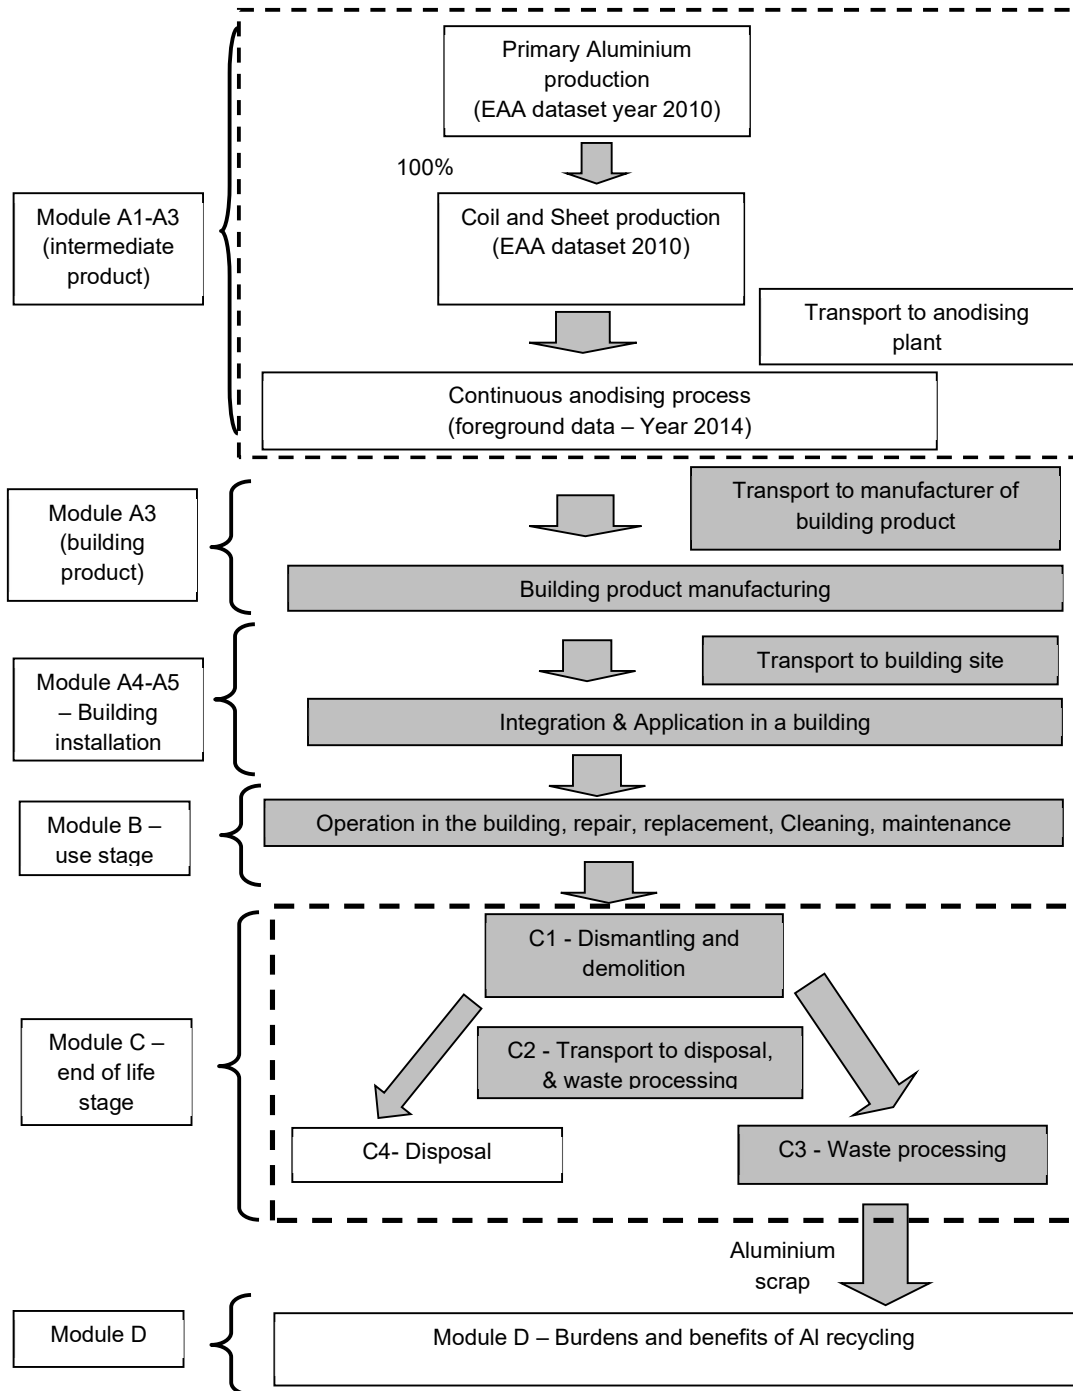 Primary Aluminium
production
(EAA dataset year 2010)
100%
Module A1-A3
(intermediate
product)
Coil and Sheet production
(EAA dataset 2010)
Transport to anodising
plant
Continuous anodising process
(foreground data – Year 2014)
Module A3
(building
product)
Transport to manufacturer of
building product
Building product manufacturing
Module A4-A5
– Building
installation
Transport to building site
Integration & Application in a building
Module B –
use stage
Operation in the building, repair, replacement, Cleaning, maintenance
C1 - Dismantling and
demolition
Module C –
end of life
stage
C2 - Transport to disposal,
& waste processing
C4- Disposal
C3 - Waste processing
Aluminium
scrap
Module D
Module D – Burdens and benefits of Al recycling